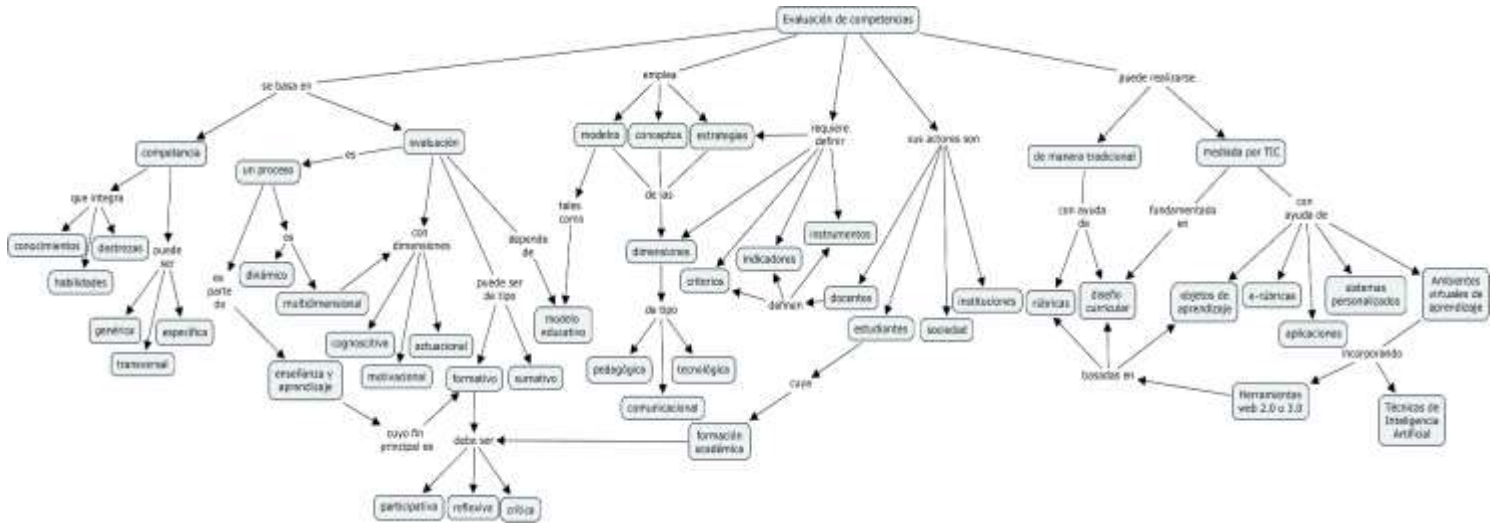 Evaluación de competencias
se basa en
emplea
puede realizarse
competencia
evaluación
modelos
conceptos
estrategias
requiere
definir
sus actores son
de manera tradicional
mediada por TIC
es
un proceso
que integra
conocimientos
destrezas
habilidades
puede
ser
genérica
específica
transversal
es
parte
de
es
dinámico
multidimensional
con
dimensiones
cognoscitiva
actuacional
motivacional
puede ser
de tipo
formativo
sumativo
depende
de
tales
como
modelo
educativo
de las
dimensiones
criterios
indicadores
instrumentos
definen
docentes
estudiantes
sociedad
instituciones
de tipo
pedagógica
tecnológica
comunicacional
con ayuda
de
rúbricas
diseño
curricular
fundamentada
en
con
ayuda de
objetos de
aprendizaje
e-rúbricas
sistemas
personalizados
aplicaciones
Ambientes
virtuales de
aprendizaje
incorporando
basadas en
Herramientas
web 2.0 o 3.0
Técnicas de
Inteligencia
Artificial
enseñanza y
aprendizaje
cuyo fin
principal es
debe ser
cuya
formación
académica
participativa
reflexiva
crítica